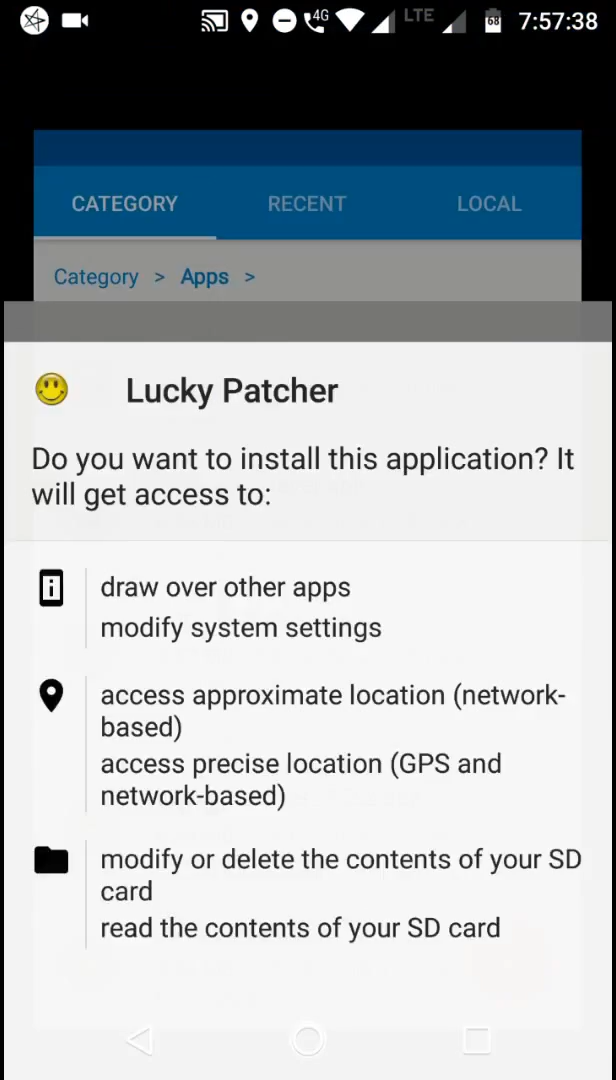 4G LTE 68 7:57:38
CATEGORY RECENT LOCAL
Category > Apps >
Lucky Patcher
Do you want to install this application? It
will get access to:
draw over other apps
modify system settings
access approximate location (network-
based)
access precise location (GPS and
network-based)
modify or delete the contents of your SD
card
read the contents of your SD card